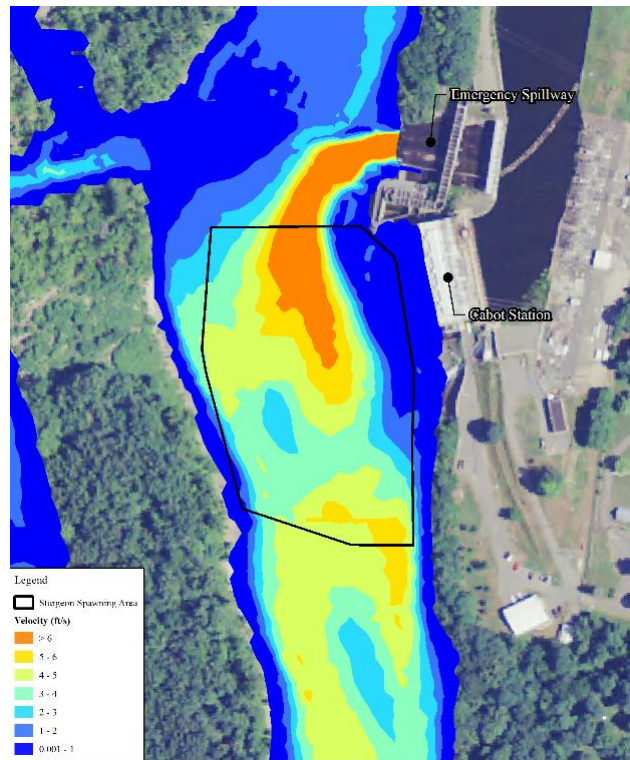 Emergency Spillway
Cabot Station
Legend
Sturgeon Spawning Area
Velocity (ft/s)
> 6
5 - 6
4 - 5
3 - 4
2 - 3
1 - 2
0.001 - 1